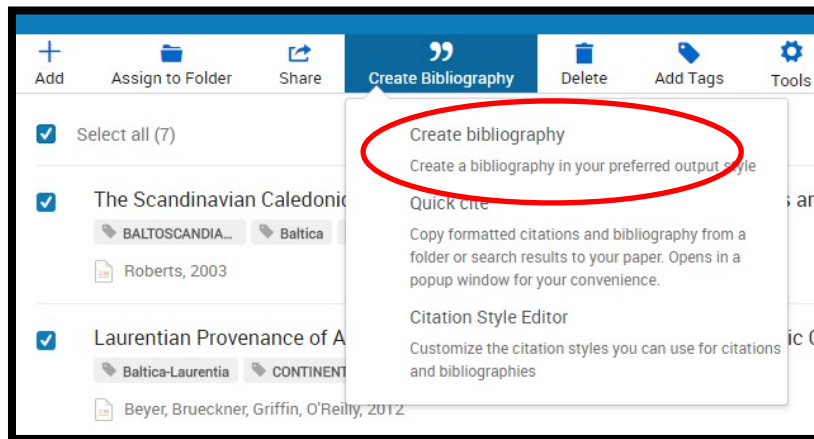 Add Assign to Folder Share Create Bibliography Delete Add Tags Tools
Select all (7)
Create bibliography
Create a bibliography in your preferred output style
The Scandinavian Caledonic
BALTOSCANDIA... Baltica
Roberts, 2003
Quick cite
Copy formatted citations and bibliography from a
folder or search results to your paper. Opens in a
popup window for your convenience.
Citation Style Editor
Customize the citation styles you can use for citations
and bibliographies
Laurentian Provenance of A
Baltica-Laurentia CONTINENT
Beyer, Brueckner, Griffin, O'Reilly, 2012